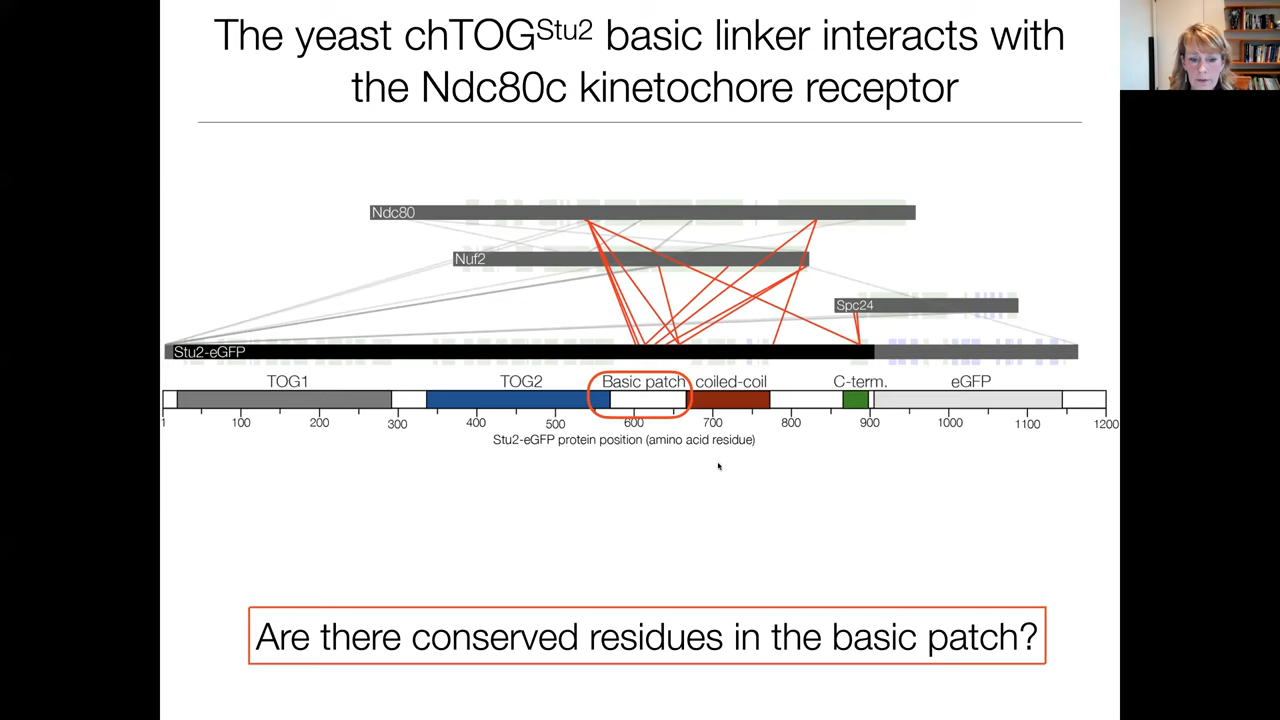 The yeast chTOGStu2 basic linker interacts with
the Ndc80c kinetochore receptor
Ndc80
Nuf2
Spc24
Stu2-eGFP
TOG1 TOG2 Basic patch coiled-coil C-term. eGFP
1 100 200 300 400 500 600 700 800 900 1000 1100 1200
Stu2-eGFP protein position (amino acid residue)
Are there conserved residues in the basic patch?